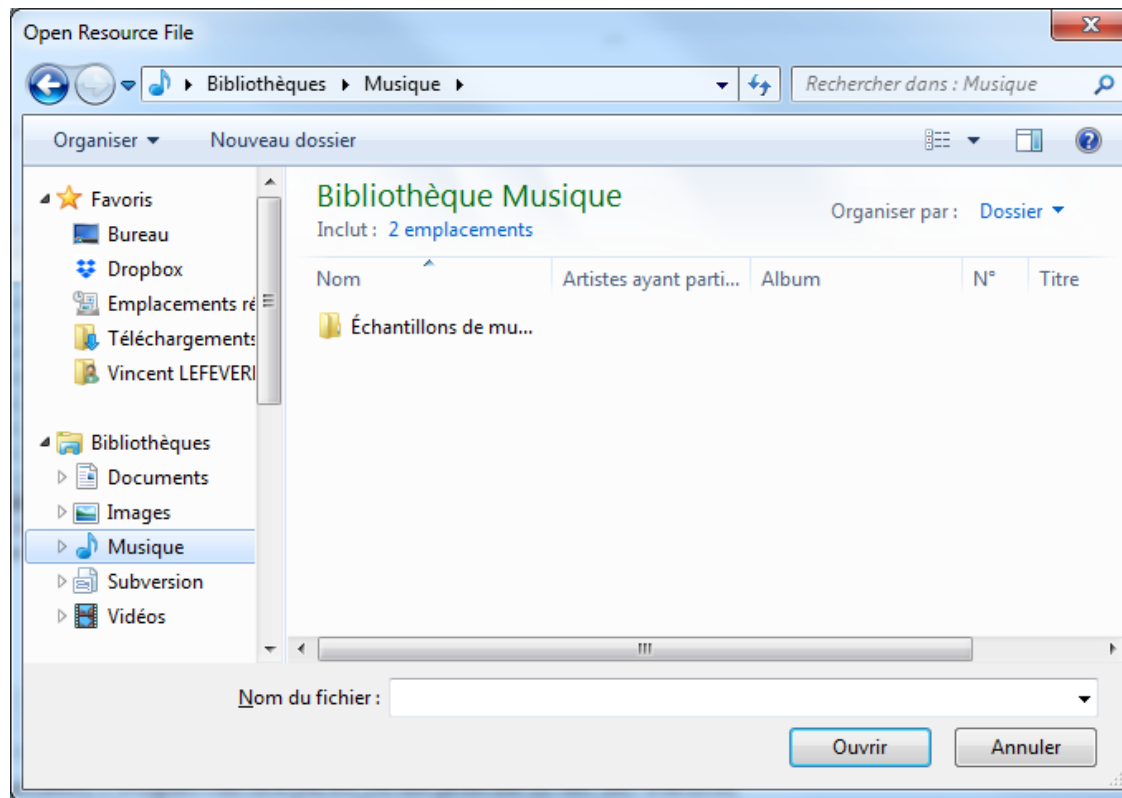 Open Resource File
Bibliothèques Musique
Rechercher dans : Musique
Organiser Nouveau dossier
Favoris
Bureau
Dropbox
Emplacements ré
Téléchargements
Vincent LEFEVERE
Bibliothèques
Documents
Images
Musique
Subversion
Vidéos
Bibliothèque Musique
Inclut : 2 emplacements
Organiser par : Dossier
Nom Artistes ayant parti... Album N° Titre
Échantillons de mu...
Nom du fichier :
Ouvrir Annuler